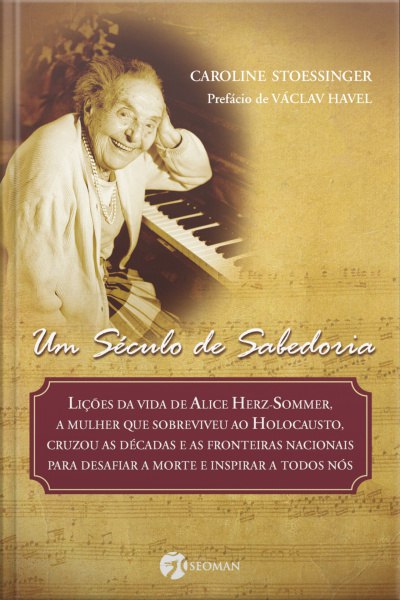 CAROLINE STOESSINGER
Prefácio de VÁCLAV HAVEL
Um Século de Sabedoria
LIÇÕES DA VIDA DE ALICE HERZ-SOMMER,
A MULHER QUE SOBREVIVEU AO HOLOCAUSTO,
CRUZOU AS DÉCADAS E AS FRONTEIRAS NACIONAIS
PARA DESAFIAR A MORTE E INSPIRAR A TODOS NÓS
SEOMAN